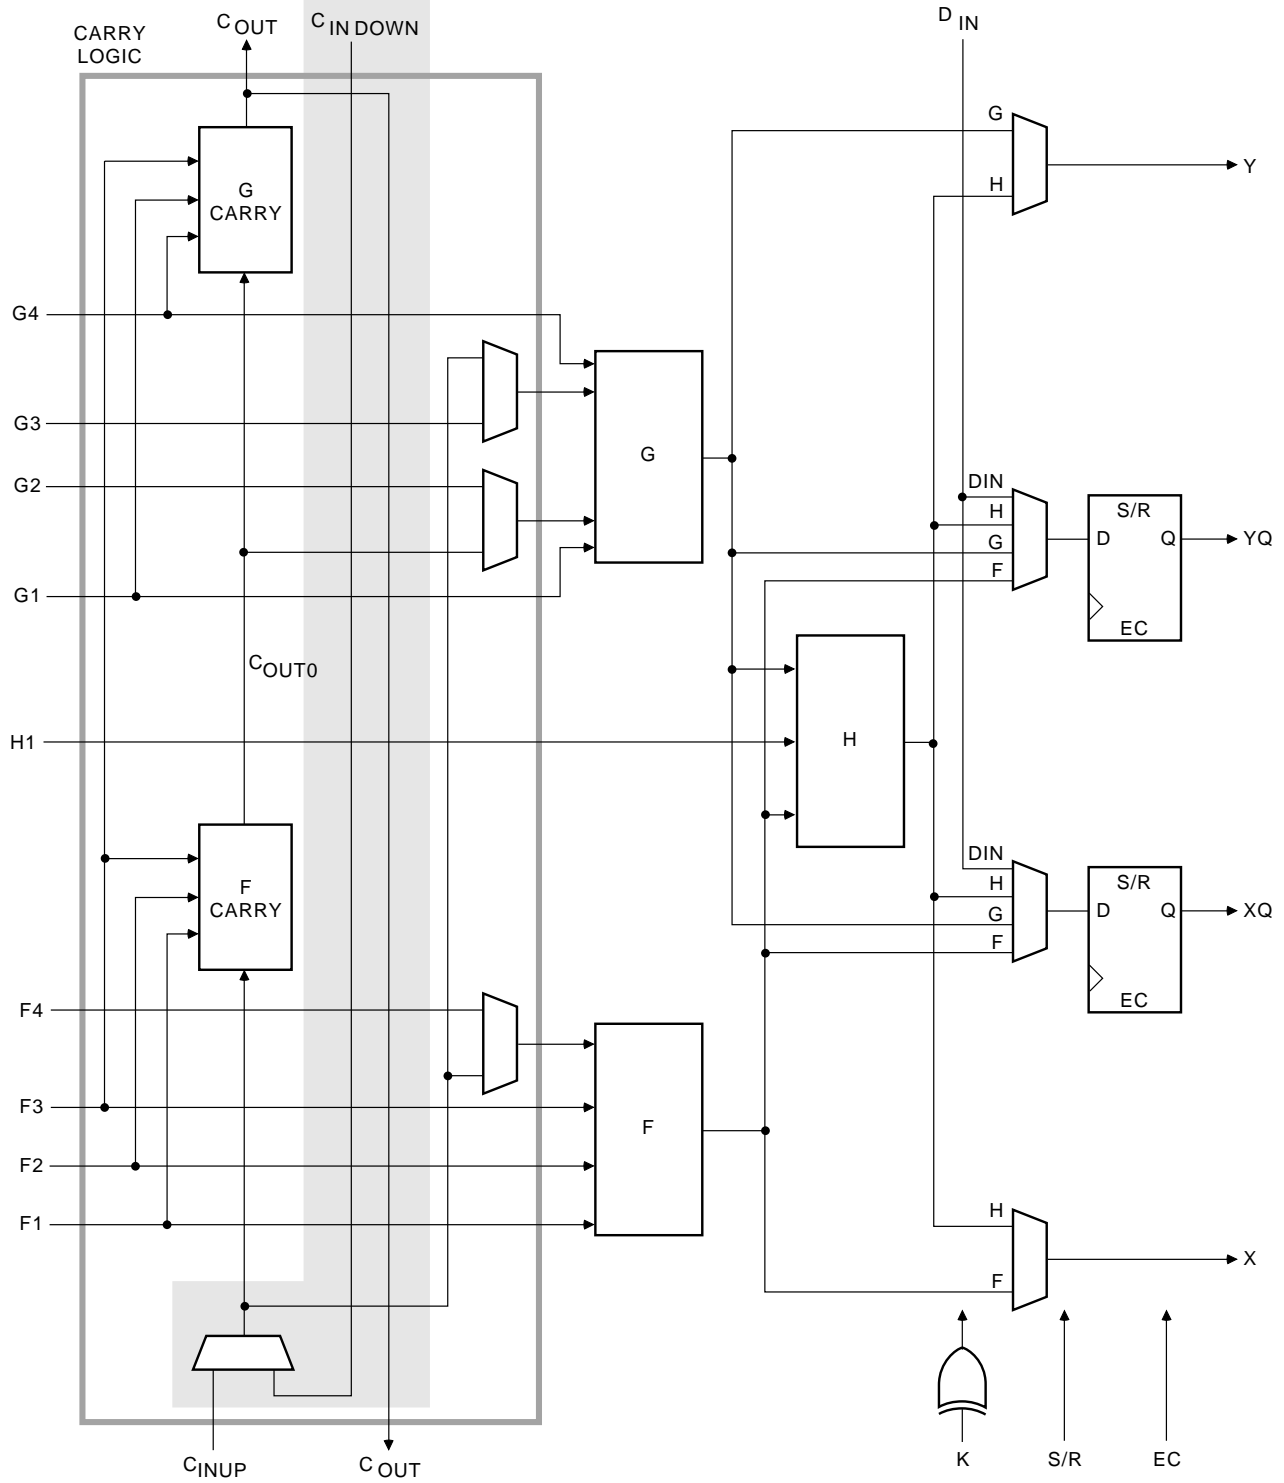 C OUT
C IN DOWN
D IN
CARRY
LOGIC
G
Y
G
CARRY
H
G4
G3
G
G2
DIN
H
G
F
S/R
D
Q
EC
YQ
G1
C OUT0
H1
H
DIN
H
G
F
S/R
D
Q
EC
XQ
F
CARRY
F4
F3
F
F2
F1
H
X
F
C INUP
C OUT
K
S/R
EC